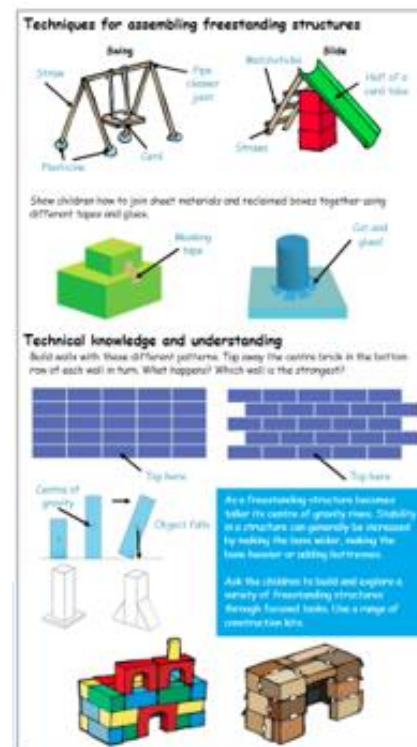 Techniques for assembling freestanding structures
Swing
Slide
Straw
Pipe cleaner joint
Matchsticks
Half of a card tube
Plasticine
Card
Straws
Show children how to join sheet materials and reclaimed boxes together using
different tapes and glues.
Masking tape
Cut and glued
Technical knowledge and understanding
Build walls with these different patterns. Tap away the centre brick in the bottom
row of each wall in turn. What happens? Which wall is the strongest?
Tap here
Tap here
Centre of gravity
Object falls
As a freestanding structure becomes
taller its centre of gravity rises. Stability
in a structure can generally be increased
by making the base wider, making the
base heavier or adding buttresses.
Ask the children to build and explore a
variety of freestanding structures
through focused tasks. Use a range of
construction kits.